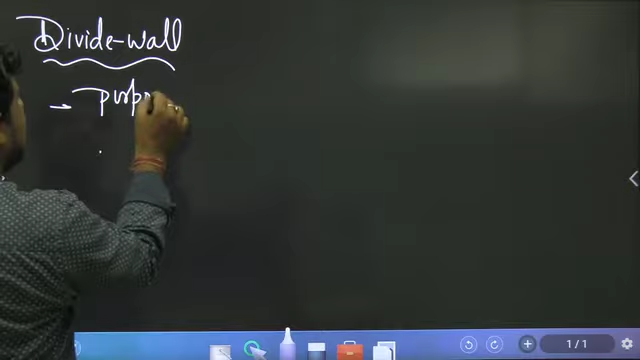 Divide-wall
→ purpo
1/1